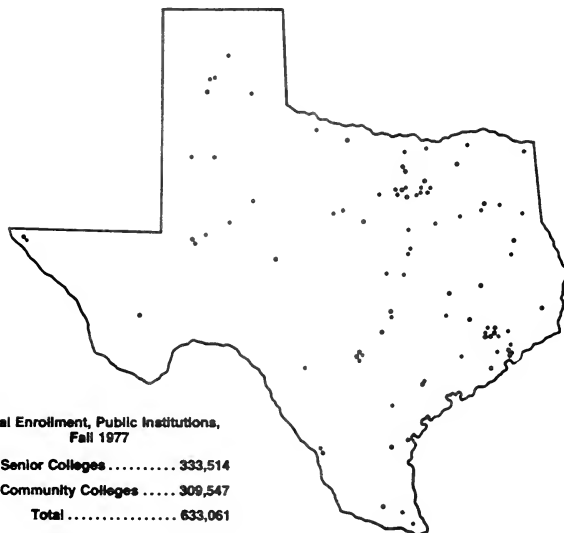 al Enrollment, Public Institutions,
Fall 1977
Senior Colleges .......... 333,514
Community Colleges ..... 309,547
Total ................ 633,061